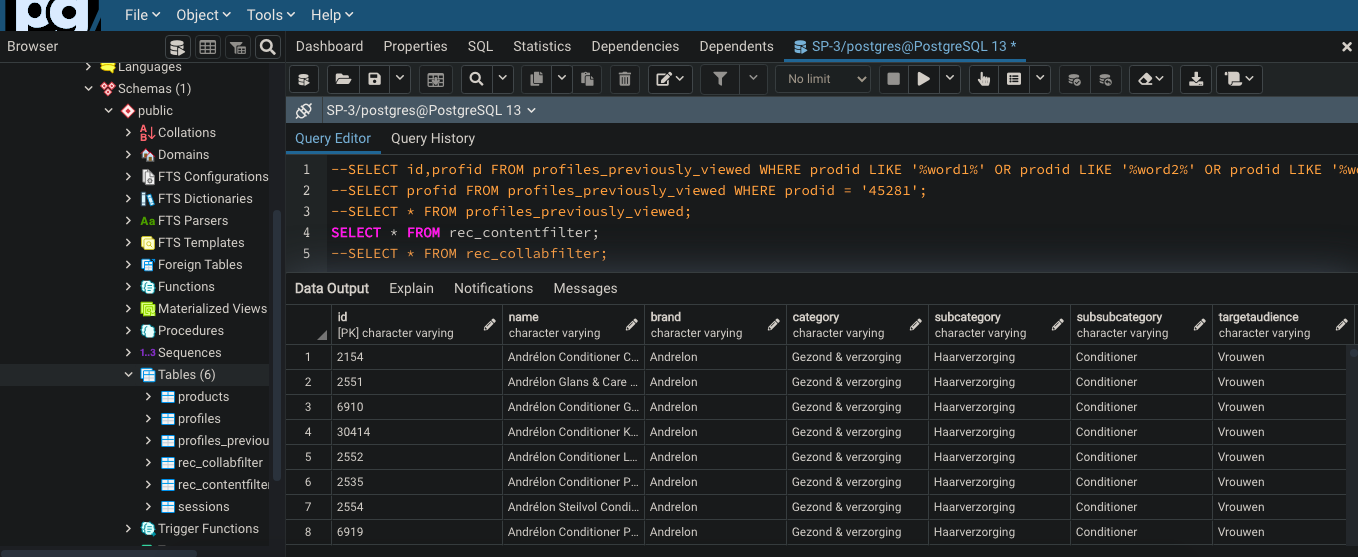 pg
File Object Tools Help
Browser
Dashboard Properties SQL Statistics Dependencies Dependents SP-3/postgres@PostgreSQL 13 *
No limit
SP-3/postgres@PostgreSQL 13
Query Editor Query History
Languages
Schemas (1)
public
Collations
Domains
FTS Configurations
FTS Dictionaries
FTS Parsers
FTS Templates
Foreign Tables
Functions
Materialized Views
Procedures
1..3 Sequences
Tables (6)
products
profiles
profiles_previou
rec_collabfilter
rec_contentfilte
sessions
Trigger Functions
1 --SELECT id,profid FROM profiles_previously_viewed WHERE prodid LIKE '%word1%' OR prodid LIKE '%word2%' OR prodid LIKE '%wo
2 --SELECT profid FROM profiles_previously_viewed WHERE prodid = '45281';
3 --SELECT * FROM profiles_previously_viewed;
4 SELECT * FROM rec_contentfilter;
5 --SELECT * FROM rec_collabfilter;
Data Output Explain Notifications Messages
id name brand category subcategory subsubcategory targetaudience
[PK] character varying character varying character varying character varying character varying character varying character varying
1 2154 Andrélon Conditioner C... Andrelon Gezond & verzorging Haarverzorging Conditioner Vrouwen
2 2551 Andrélon Glans & Care ... Andrelon Gezond & verzorging Haarverzorging Conditioner Vrouwen
3 6910 Andrélon Conditioner G... Andrelon Gezond & verzorging Haarverzorging Conditioner Vrouwen
4 30414 Andrélon Conditioner K... Andrelon Gezond & verzorging Haarverzorging Conditioner Vrouwen
5 2552 Andrélon Conditioner L... Andrelon Gezond & verzorging Haarverzorging Conditioner Vrouwen
6 2535 Andrélon Conditioner P... Andrelon Gezond & verzorging Haarverzorging Conditioner Vrouwen
7 2554 Andrélon Steilvol Condi... Andrelon Gezond & verzorging Haarverzorging Conditioner Vrouwen
8 6919 Andrélon Conditioner P... Andrelon Gezond & verzorging Haarverzorging Conditioner Vrouwen